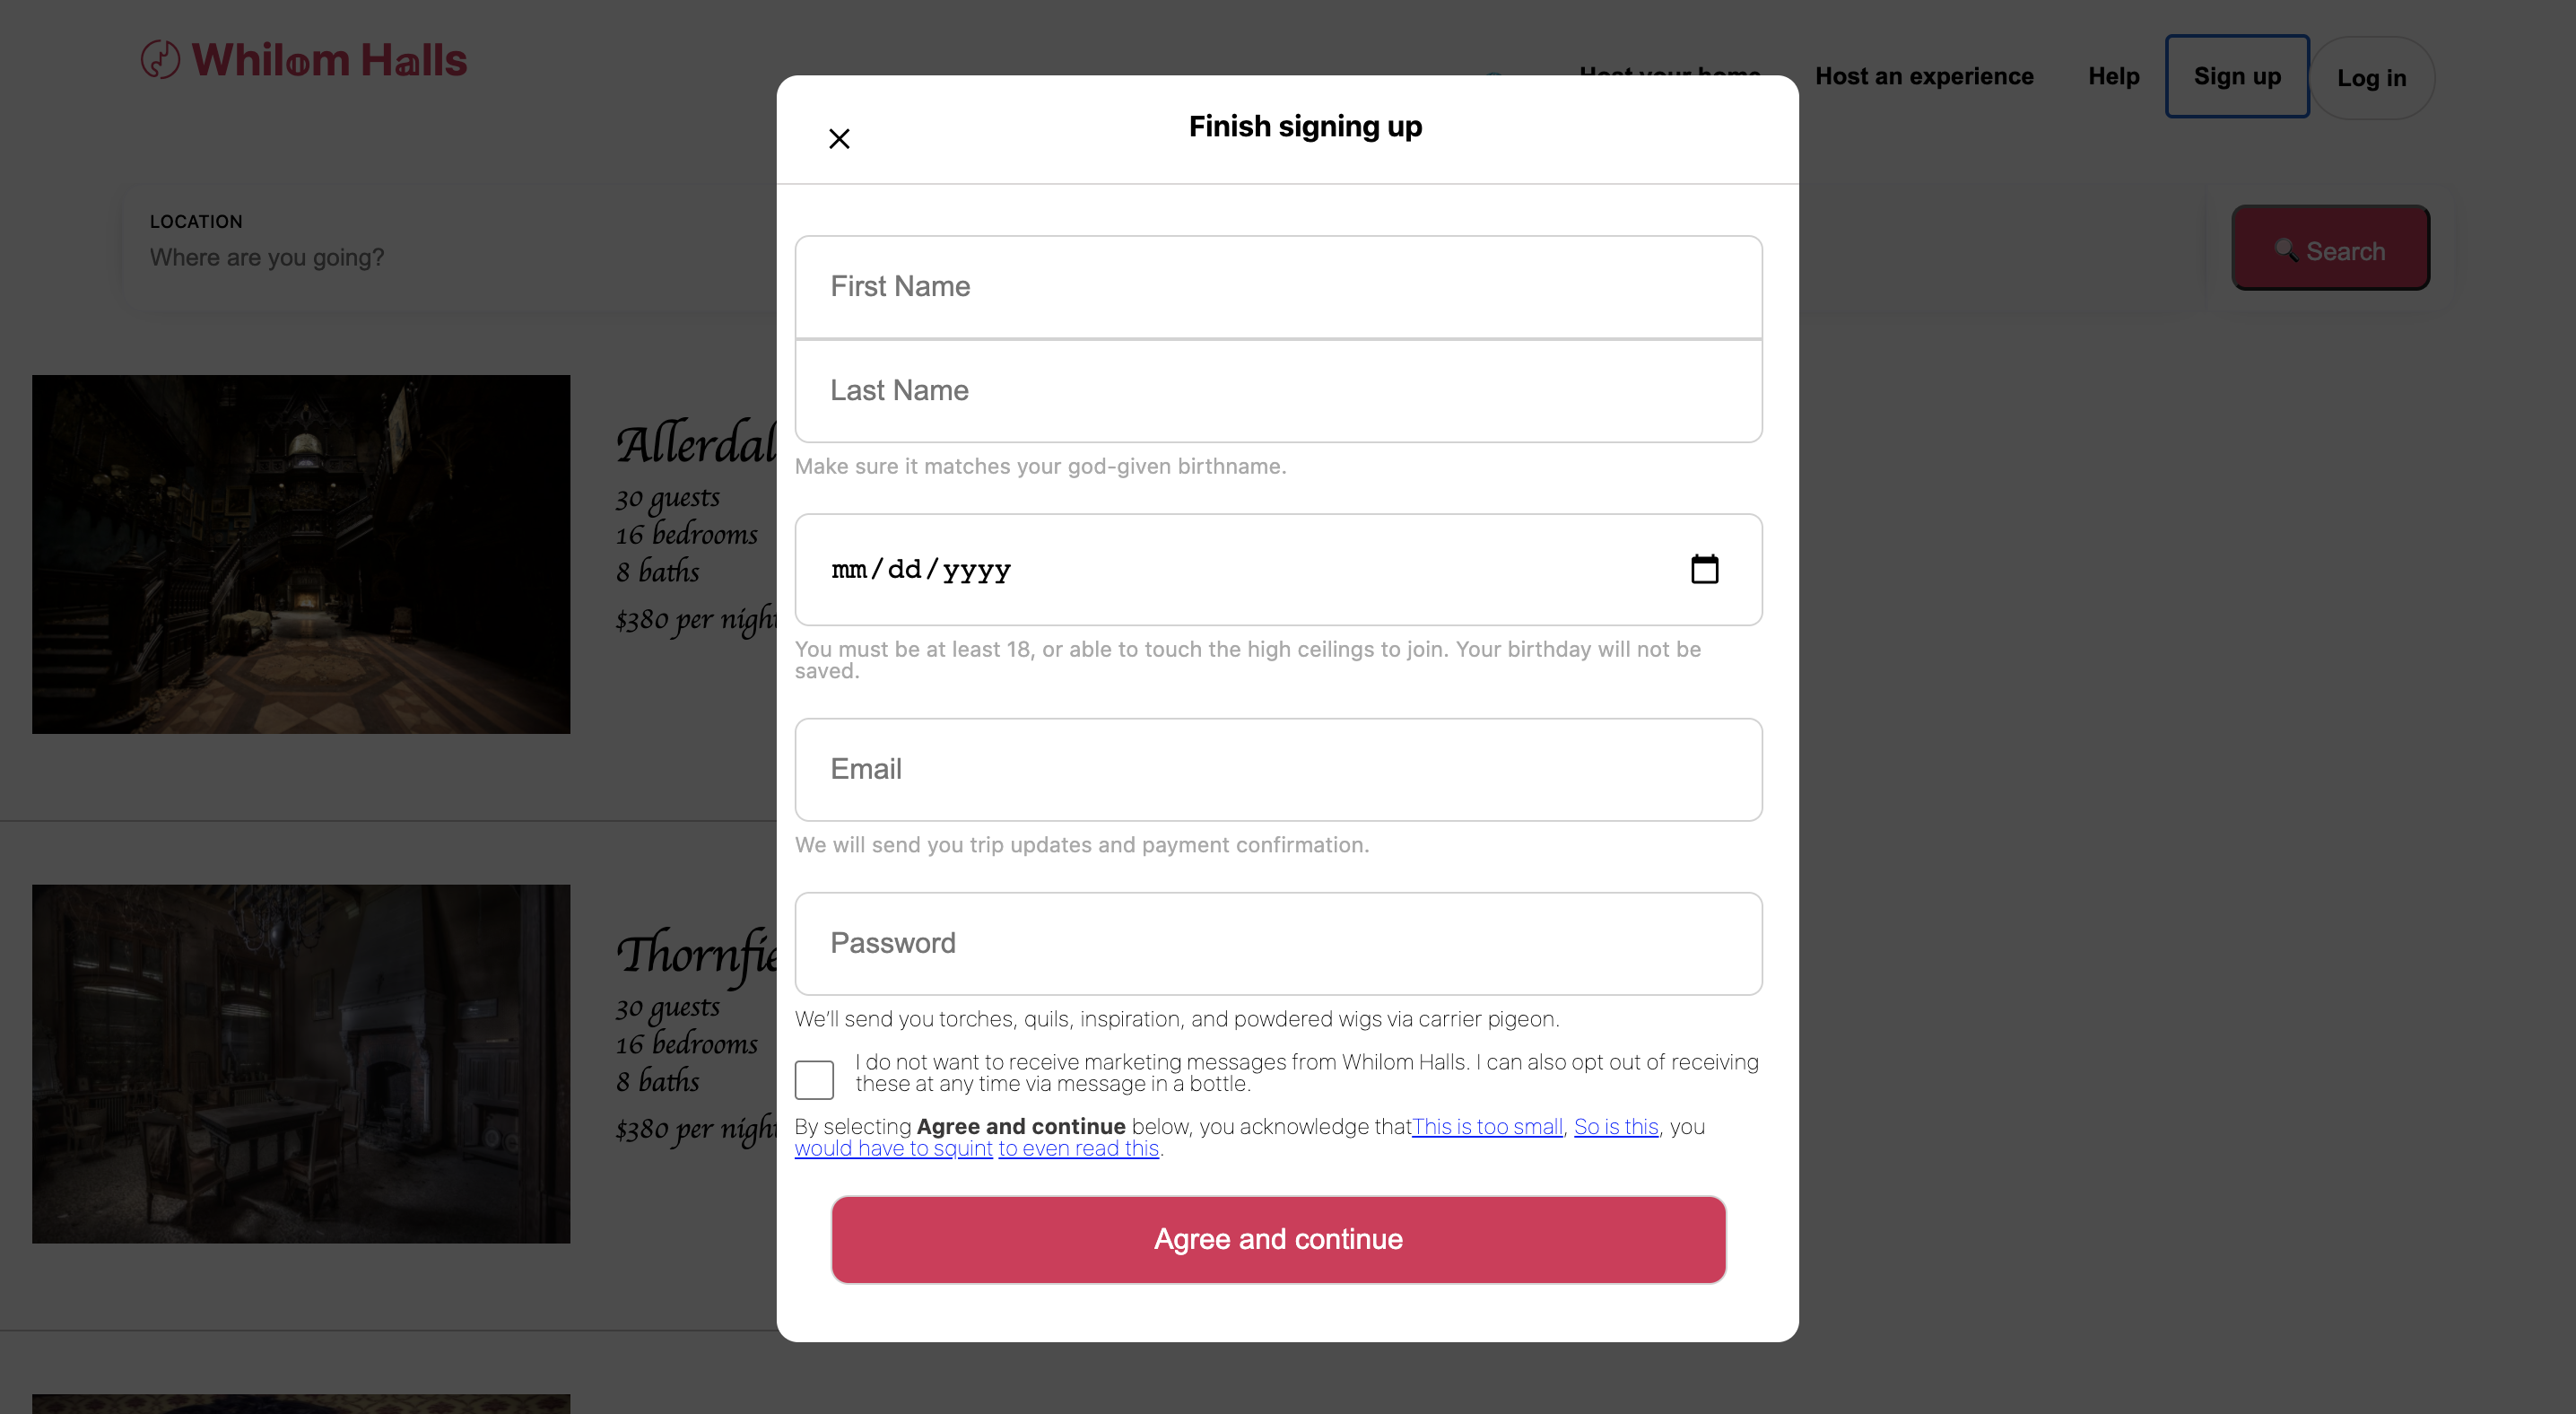 Whilom Halls
Host your home
Host an experience
Help
Sign up
Log in
Finish signing up
LOCATION
Where are you going?
Search
First Name
Last Name
Make sure it matches your god-given birthname.
mm/dd/yyyy
You must be at least 18, or able to touch the high ceilings to join. Your birthday will not be
saved.
Email
We will send you trip updates and payment confirmation.
Password
We'll send you torches, quils, inspiration, and powdered wigs via carrier pigeon.
I do not want to receive marketing messages from Whilom Halls. I can also opt out of receiving
these at any time via message in a bottle.
By selecting Agree and continue below, you acknowledge thatThis is too small, So is this, you
would have to squint to even read this.
Agree and continue
30 guests
16 bedrooms
8 baths
$380 per night
30 guests
16 bedrooms
8 baths
$380 per night